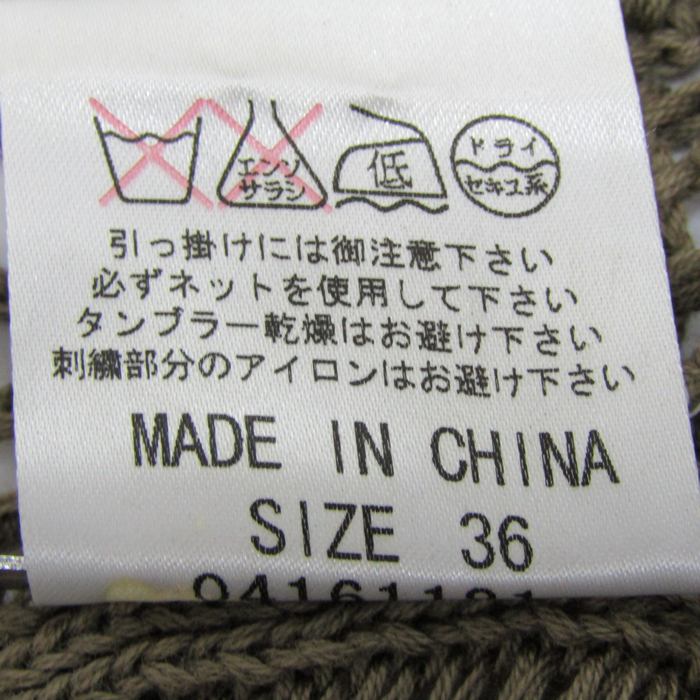 エンソ
サラシ
低
ドライ
セキユ系
引っ掛けには御注意下さい
必ずネットを使用して下さい
タンブラー乾燥はお避け下さい
刺繍部分のアイロンはお避け下さい
MADE IN CHINA
SIZE 36